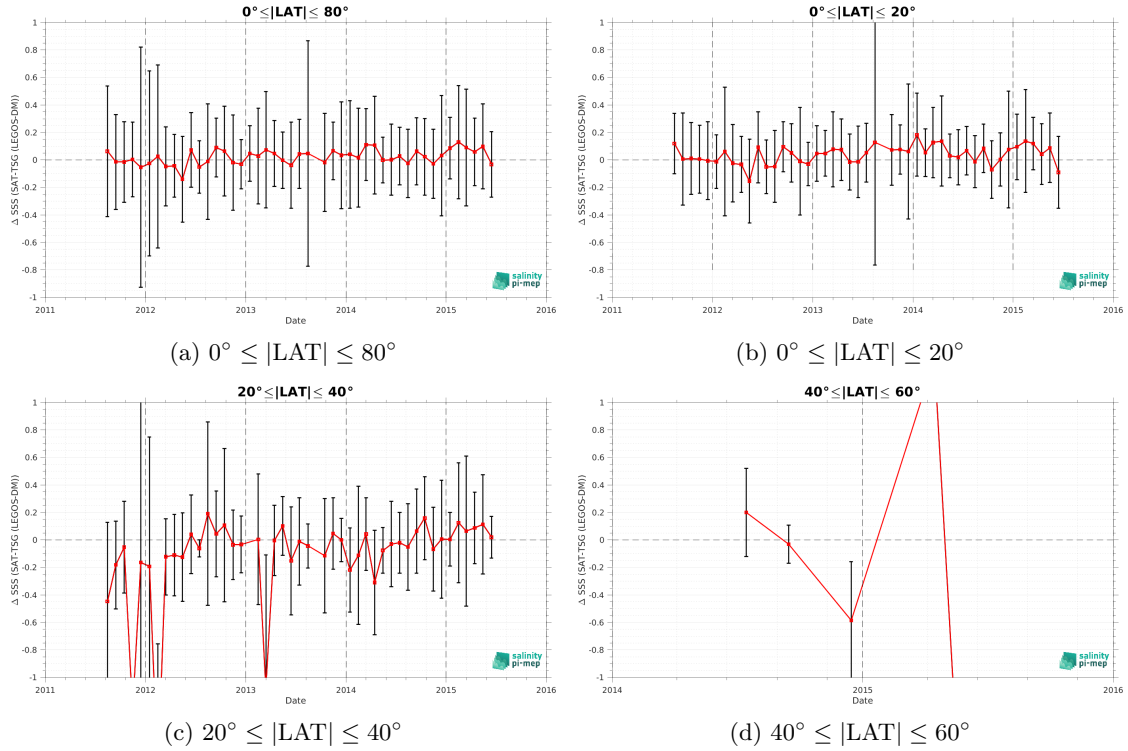 0°≤|LAT|≤ 80°
1
0.8
0.6
0.4
0.2
0
-0.2
-0.4
-0.6
-0.8
-1
Δ SSS (SAT-TSG (LEGOS-DM))
2011
2012
2013
2014
2015
2016
Date
salinity
pi-mep
(a) 0° ≤ |LAT| ≤ 80°
0°≤|LAT|≤ 20°
1
0.8
0.6
0.4
0.2
0
-0.2
-0.4
-0.6
-0.8
-1
Δ SSS (SAT-TSG (LEGOS-DM))
2011
2012
2013
2014
2015
2016
Date
salinity
pi-mep
(b) 0° ≤ |LAT| ≤ 20°
20°≤|LAT|≤ 40°
1
0.8
0.6
0.4
0.2
0
-0.2
-0.4
-0.6
-0.8
-1
Δ SSS (SAT-TSG (LEGOS-DM))
2011
2012
2013
2014
2015
2016
Date
salinity
pi-mep
(c) 20° ≤ |LAT| ≤ 40°
40°≤|LAT|≤ 60°
1
0.8
0.6
0.4
0.2
0
-0.2
-0.4
-0.6
-0.8
-1
Δ SSS (SAT-TSG (LEGOS-DM))
2014
2015
2016
Date
salinity
pi-mep
(d) 40° ≤ |LAT| ≤ 60°